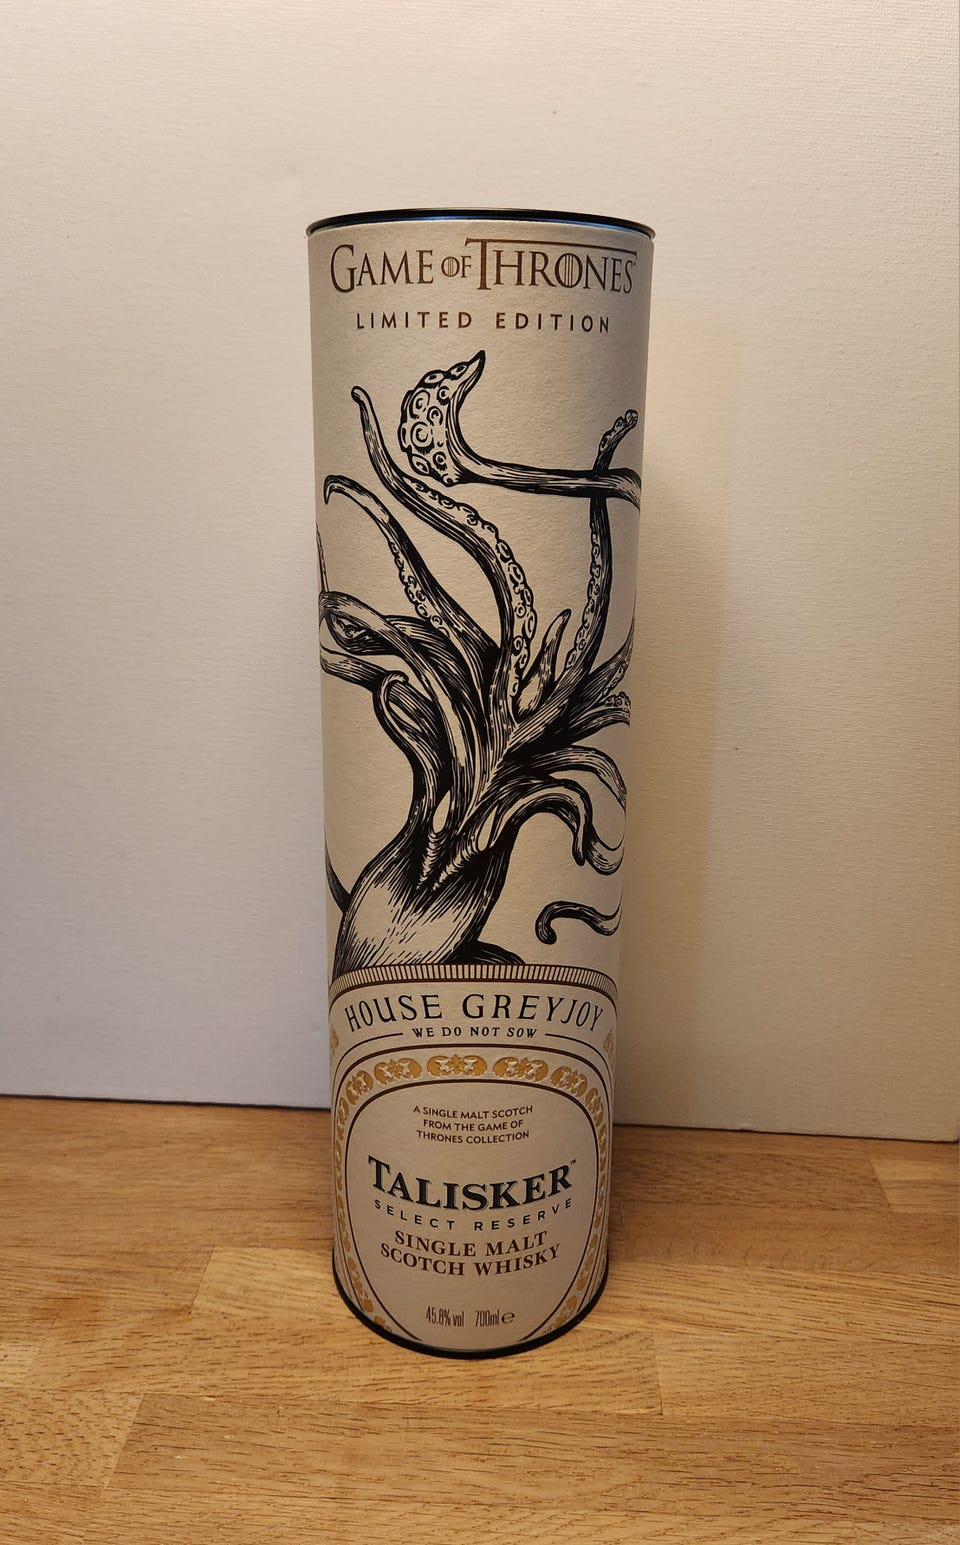 GAME OF THRONES
LIMITED EDITION
HOUSE GREYJOY
WE DO NOT SOW
A SINGLE MALT SCOTCH
FROM THE GAME OF
THRONES COLLECTION
TALISKER™
SELECT RESERVE
SINGLE MALT
SCOTCH WHISKY
45.8% vol 700ml ℮